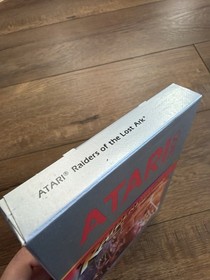 ATARI® Raiders of the Lost Ark™
ATARI